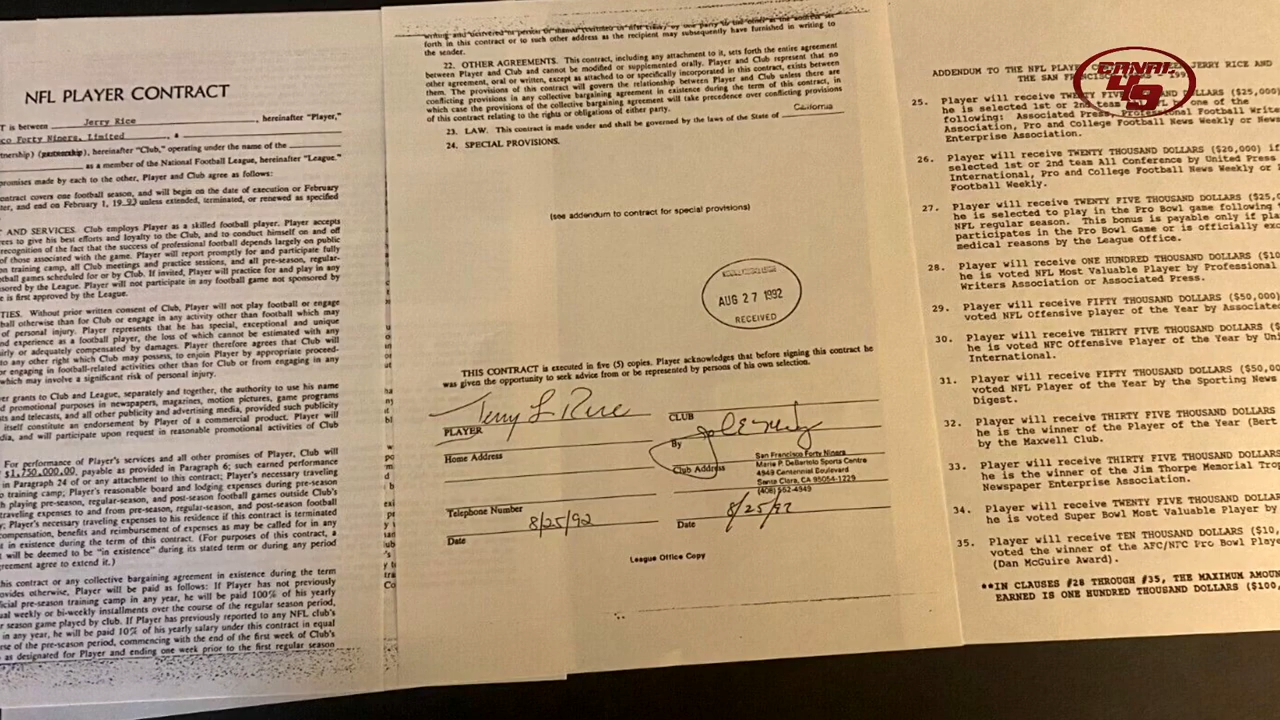 NFL PLAYER CONTRACT
T is between Jerry Rice , hereinafter "Player,"
co Forty Niners, Limited , a
tnership) (partnership), hereinafter "Club," operating under the name of the
as a member of the National Football League, hereinafter "League."
promises made by each to the other, Player and Club agree as follows:
ontract covers one football season, and will begin on the date of execution or February
ter, and end on February 1, 19 93 unless extended, terminated, or renewed as specified
T AND SERVICES. Club employs Player as a skilled football player. Player accepts
rees to give his best efforts and loyalty to the Club, and to conduct himself on and off
recognition of the fact that the success of professional football depends largely on public
of those associated with the game. Player will report promptly for and participate fully
n training camp, all Club meetings and practice sessions, and all pre-season, regular-
otball games scheduled for or by Club. If invited, Player will practice for and play in any
sored by the League. Player will not participate in any football game not sponsored by
e is first approved by the League.
TIES. Without prior written consent of Club, Player will not play football or engage
ball otherwise than for Club or engage in any activity other than football which may
of personal injury. Player represents that he has special, exceptional and unique
nd experience as a football player, the loss of which cannot be estimated with any
irly or adequately compensated by damages. Player therefore agrees that Club will
to any other right which Club may possess, to enjoin Player by appropriate proceed-
or engaging in football-related activities other than for Club or from engaging in any
which may involve a significant risk of personal injury.
er grants to Club and League, separately and together, the authority to use his name
d promotional purposes in newspapers, magazines, motion pictures, game programs
ts and telecasts, and all other publicity and advertising media, provided such publicity
itself constitute an endorsement by Player of a commercial product. Player will
dia, and will participate upon request in reasonable promotional activities of Club
For performance of Player's services and all other promises of Player, Club will
$1,750,000.00, payable as provided in Paragraph 6; such earned performance
in Paragraph 24 of or any attachment to this contract; Player's necessary traveling
o training camp; Player's reasonable board and lodging expenses during pre-season
h playing pre-season, regular-season, and post-season football games outside Club's
traveling expenses to and from pre-season, regular-season, and post-season football
y; Player's necessary traveling expenses to his residence if this contract is terminated
compensation, benefits and reimbursement of expenses as may be called for in any
t in existence during the term of this contract. (For purposes of this contract, a
t will be deemed to be "in existence" during its stated term or during any period
reement agree to extend it.)
his contract or any collective bargaining agreement in existence during the term
ovides otherwise, Player will be paid as follows: If Player has not previously
icial pre-season training camp in any year, he will be paid 100% of his yearly
ual weekly or bi-weekly installments over the course of the regular season period,
r season game played by club. If Player has previously reported to any NFL club's
in any year, he will be paid 10% of his yearly salary under this contract in equal
rse of the pre-season period, commencing with the end of the first week of Club's
as designated for Player and ending one week prior to the first regular season
forth in this contract or to such other address as the recipient may subsequently have furnished in writing to
the sender.
22. OTHER AGREEMENTS. This contract, including any attachment to it, sets forth the entire agreement
between Player and Club and cannot be modified or supplemented orally. Player and Club represent that no
other agreement, oral or written, except as attached to or specifically incorporated in this contract, exists between
them. The provisions of this contract will govern the relationship between Player and Club unless there are
conflicting provisions in any collective bargaining agreement in existence during the term of this contract, in
which case the provisions of the collective bargaining agreement will take precedence over conflicting provisions
of this contract relating to the rights or obligations of either party.
23. LAW. This contract is made under and shall be governed by the laws of the State of California
24. SPECIAL PROVISIONS.
(see addendum to contract for special provisions)
AUG 27 1992
RECEIVED
THIS CONTRACT is executed in five (5) copies. Player acknowledges that before signing this contract he
was given the opportunity to seek advice from or be represented by persons of his own selection.
Jerry L Rice
PLAYER
Home Address
Telephone Number
8/25/92
Date
CLUB
By
Club Address
San Francisco Forty Niners
Maria P. DeBartolo Sports Centre
4949 Centennial Boulevard
Santa Clara, CA 95054-1229
(408) 562-4949
8/25/92
Date
League Office Copy
CANAL
49
ADDENDUM TO THE NFL PLAYER JERRY RICE AND
THE SAN
25. Player will receive TWENTY FIVE DOLLARS ($25,000)
he is selected 1st or 2nd team one of the
following: Associated Press, Professional Football Writ
Association, Pro and College Football News Weekly or News
Enterprise Association.
26. Player will receive TWENTY THOUSAND DOLLARS ($20,000) if
selected 1st or 2nd team All Conference by United Press
International, Pro and College Football News Weekly or
Football Weekly.
27. Player will receive TWENTY FIVE THOUSAND DOLLARS ($25,
he is selected to play in the Pro Bowl game following
NFL regular season. This bonus is payable only if pla
participates in the Pro Bowl Game or is officially exc
medical reasons by the League Office.
28. Player will receive ONE HUNDRED THOUSAND DOLLARS ($10
he is voted NFL Most Valuable Player by Professional
Writers Association or Associated Press.
29. Player will receive FIFTY THOUSAND DOLLARS ($50,000)
voted NFL Offensive player of the Year by Associate
30. Player will receive THIRTY FIVE THOUSAND DOLLARS ($
he is voted NFC Offensive Player of the Year by Uni
International.
31. Player will receive FIFTY THOUSAND DOLLARS ($50,00
voted NFL Player of the Year by the Sporting News
Digest.
32. Player will receive THIRTY FIVE THOUSAND DOLLARS
he is the winner of the Player of the Year (Bert
by the Maxwell Club.
33. Player will receive THIRTY FIVE THOUSAND DOLLARS
he is the winner of the Jim Thorpe Memorial Tro
Newspaper Enterprise Association.
34. Player will receive TWENTY FIVE THOUSAND DOLLA
he is voted Super Bowl Most Valuable Player by
35. Player will receive TEN THOUSAND DOLLARS ($10,
voted the winner of the AFC/NFC Pro Bowl Playe
(Dan McGuire Award).
**IN CLAUSES #28 THROUGH #35, THE MAXIMUM AMOUN
EARNED IS ONE HUNDRED THOUSAND DOLLARS ($100,